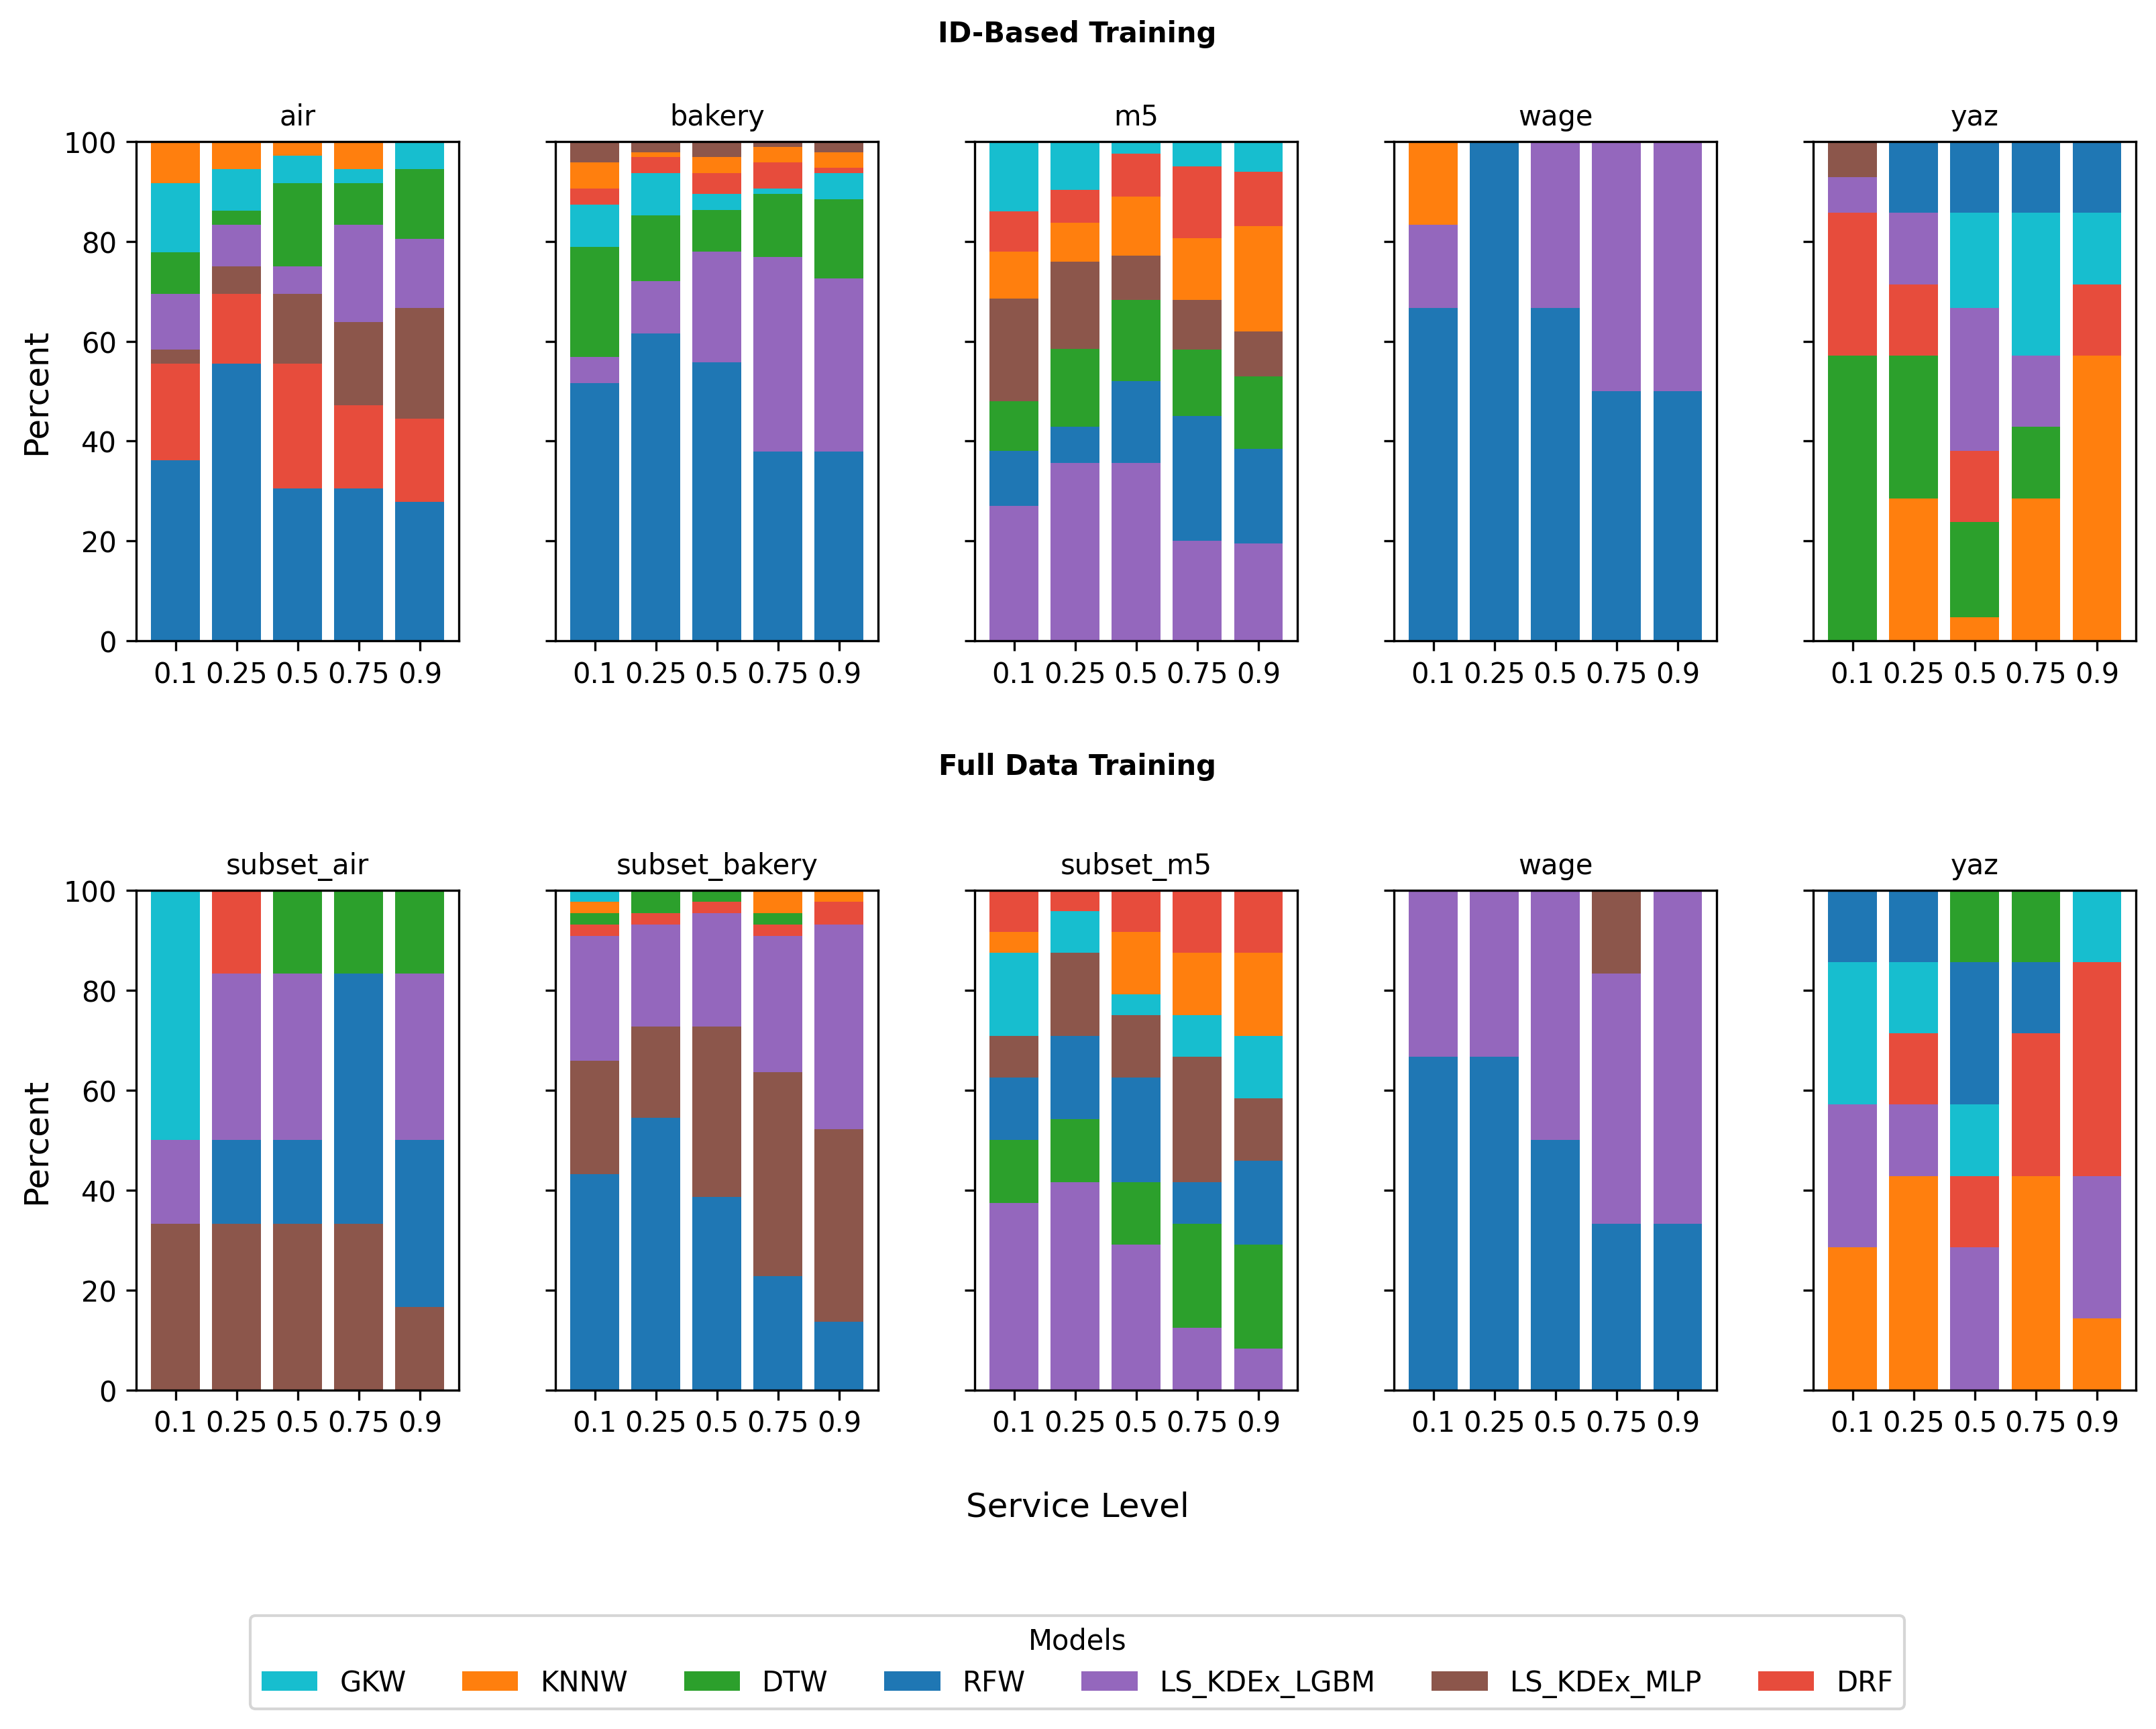 ID-Based Training
air bakery m5 wage yaz
Percent
100
80
60
40
20
0
0.1 0.25 0.5 0.75 0.9 0.1 0.25 0.5 0.75 0.9 0.1 0.25 0.5 0.75 0.9 0.1 0.25 0.5 0.75 0.9 0.1 0.25 0.5 0.75 0.9
Full Data Training
subset_air subset_bakery subset_m5 wage yaz
Percent
100
80
60
40
20
0
0.1 0.25 0.5 0.75 0.9 0.1 0.25 0.5 0.75 0.9 0.1 0.25 0.5 0.75 0.9 0.1 0.25 0.5 0.75 0.9 0.1 0.25 0.5 0.75 0.9
Service Level
Models
GKW KNNW DTW RFW LS_KDEx_LGBM LS_KDEx_MLP DRF